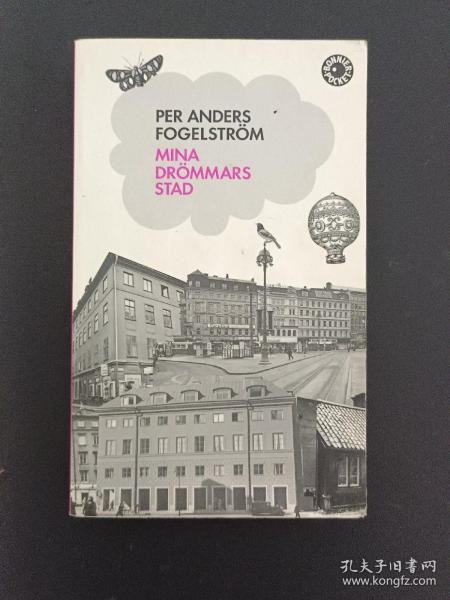 BONNIER
POCKET
PER ANDERS
FOGELSTRÖM
MINA
DRÖMMARS
STAD
孔夫子旧书网
www.kongfz.com